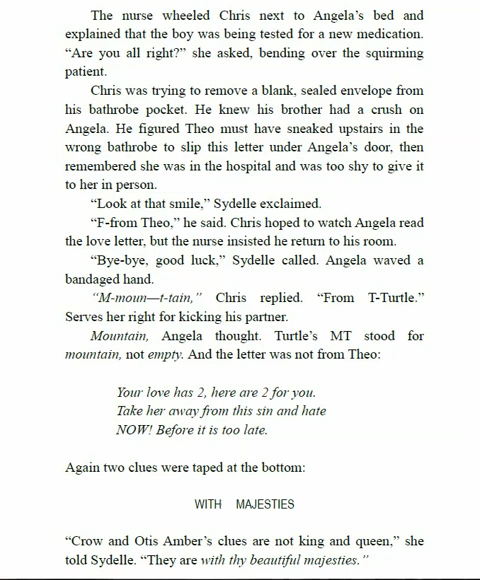 The nurse wheeled Chris next to Angela's bed and
explained that the boy was being tested for a new medication.
“Are you all right?” she asked, bending over the squirming
patient.
Chris was trying to remove a blank, sealed envelope from
his bathrobe pocket. He knew his brother had a crush on
Angela. He figured Theo must have sneaked upstairs in the
wrong bathrobe to slip this letter under Angela’s door, then
remembered she was in the hospital and was too shy to give it
to her in person.
“Look at that smile,” Sydelle exclaimed.
“F-from Theo,” he said. Chris hoped to watch Angela read
the love letter, but the nurse insisted he return to his room.
“Bye-bye, good luck,” Sydelle called. Angela waved a
bandaged hand.
“M-moun—t-tain,” Chris replied. “From T-Turtle.”
Serves her right for kicking his partner.
Mountain, Angela thought. Turtle’s MT stood for
mountain, not empty. And the letter was not from Theo:
Your love has 2, here are 2 for you.
Take her away from this sin and hate
NOW! Before it is too late.
Again two clues were taped at the bottom:
WITH MAJESTIES
“Crow and Otis Amber’s clues are not king and queen,” she
told Sydelle. “They are with thy beautiful majesties.”